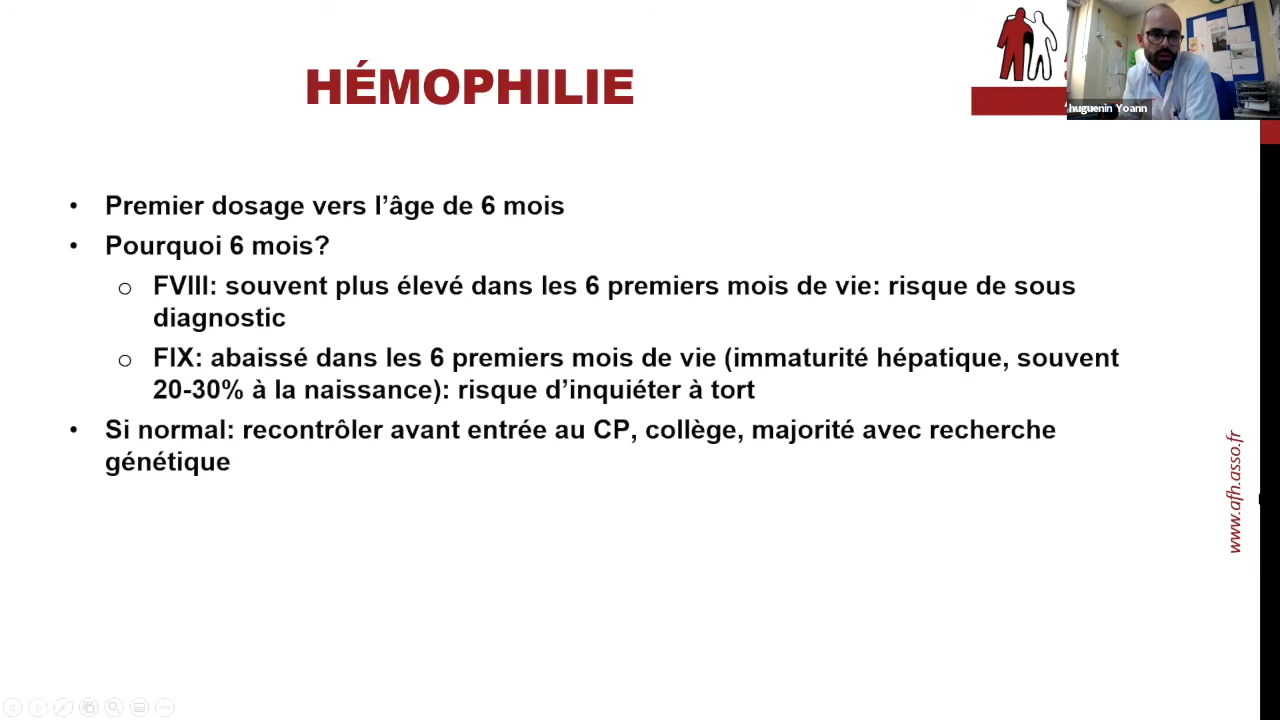 HÉMOPHILIE
huguenin Yoann
• Premier dosage vers l’âge de 6 mois
• Pourquoi 6 mois?
o FVIII: souvent plus élevé dans les 6 premiers mois de vie: risque de sous
diagnostic
o FIX: abaissé dans les 6 premiers mois de vie (immaturité hépatique, souvent
20-30% à la naissance): risque d’inquiéter à tort
• Si normal: recontrôler avant entrée au CP, collège, majorité avec recherche
génétique
www.afh.asso.fr